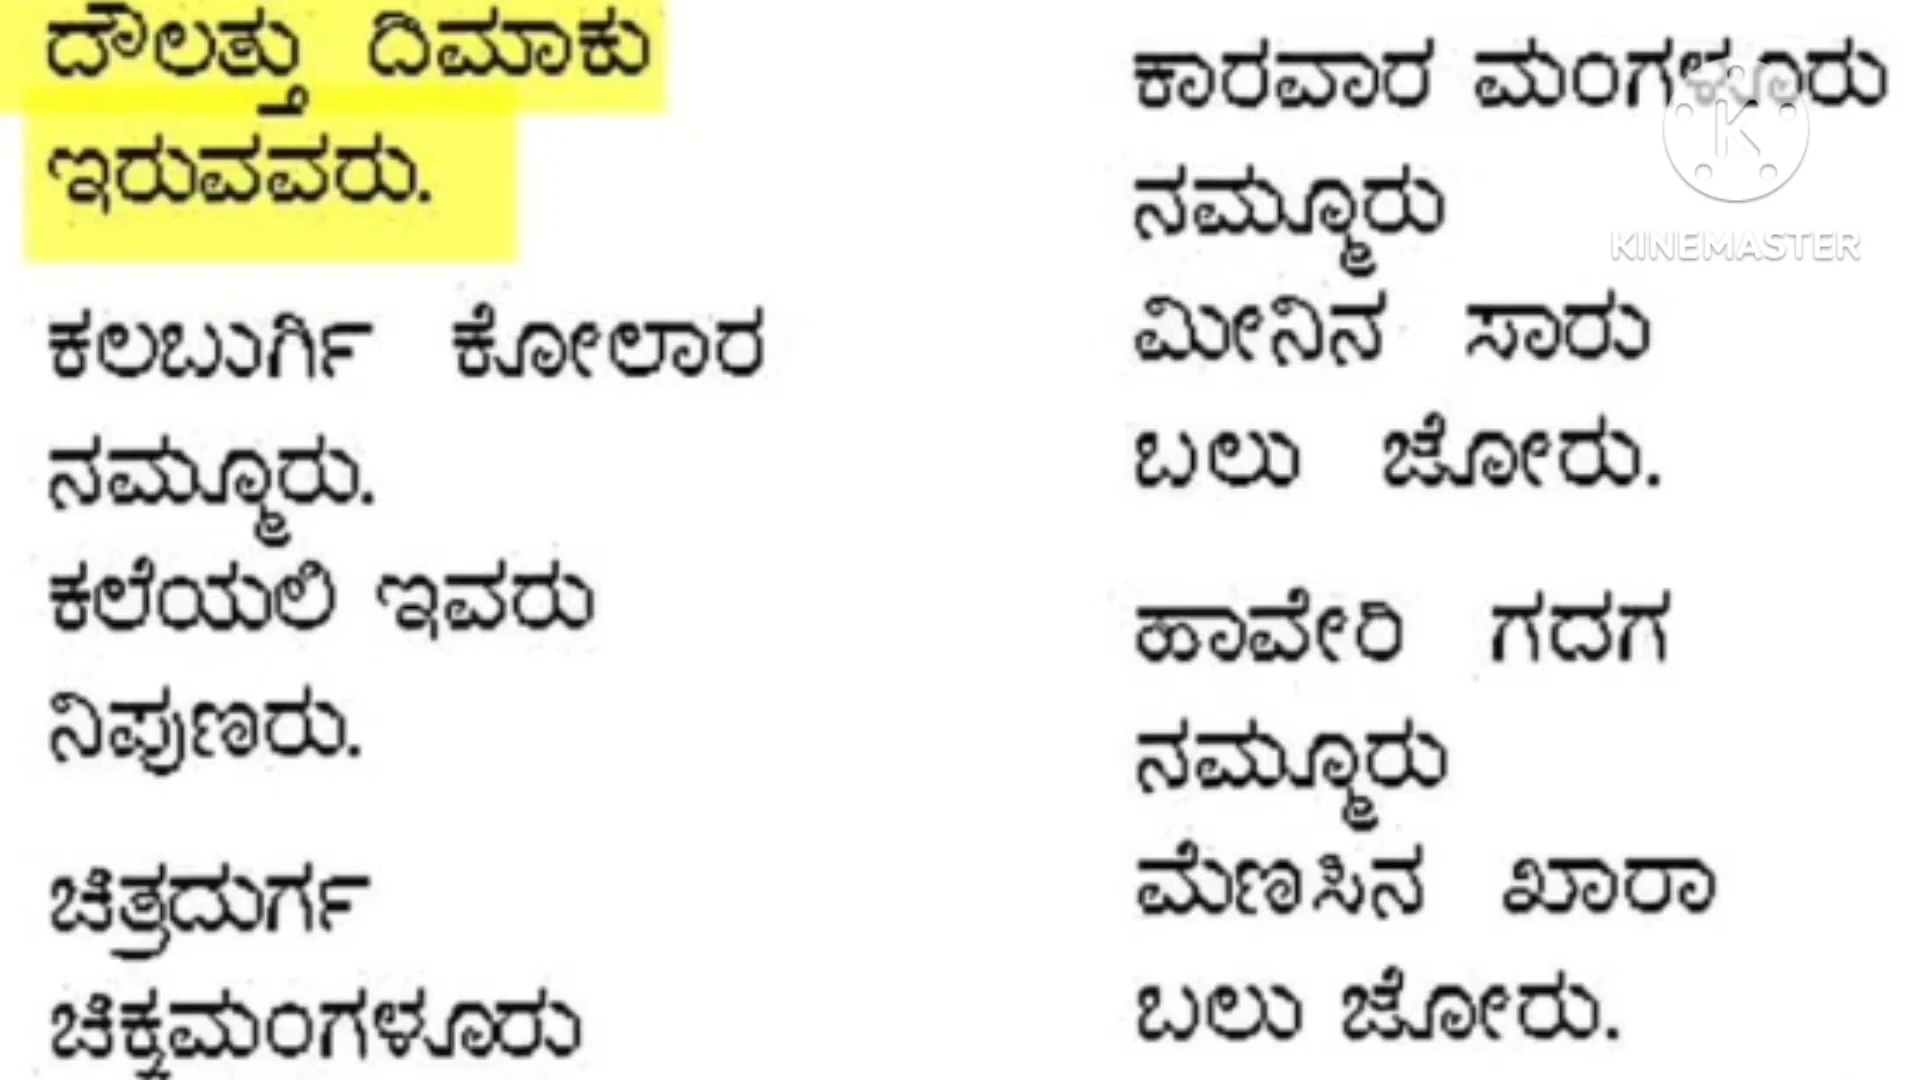 ದೌಲತ್ತು ದಿಮಾಕು
ಇರುವವರು.
ಕಲಬುರ್ಗಿ ಕೋಲಾರ
ನಮ್ಮೂರು.
ಕಲೆಯಲಿ ಇವರು
ನಿಪುಣರು.
ಚಿತ್ರದುರ್ಗ
ಚಿಕ್ಕಮಂಗಳೂರು
ಕಾರವಾರ ಮಂಗಳೂರು
ನಮ್ಮೂರು
ಮೀನಿನ ಸಾರು
ಬಲು ಜೋರು.
ಹಾವೇರಿ ಗದಗ
ನಮ್ಮೂರು
ಮೆಣಸಿನ ಖಾರಾ
ಬಲು ಜೋರು.
K
KINEMASTER